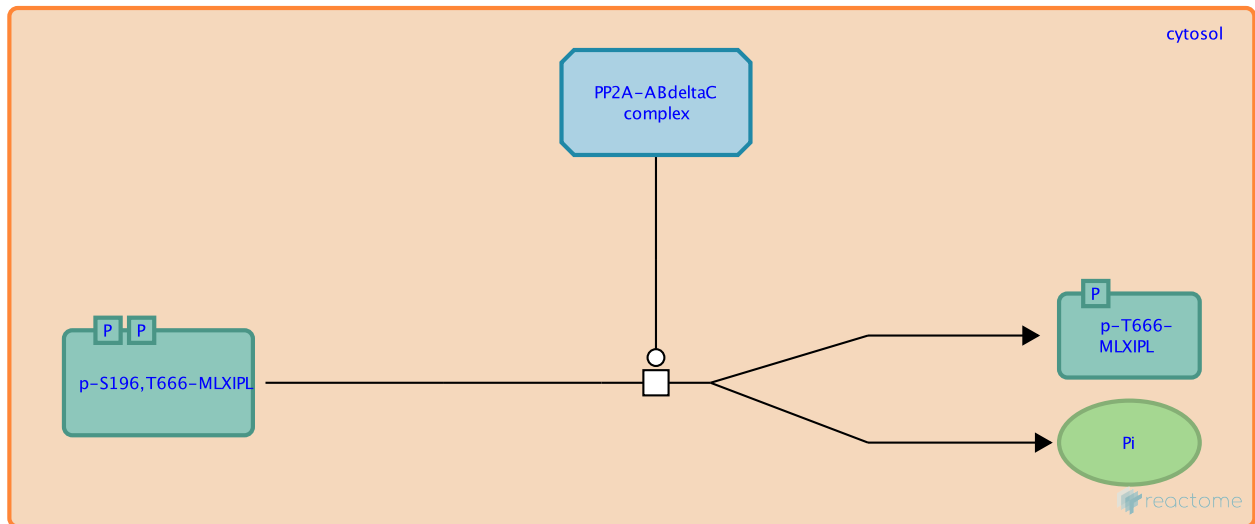 cytosol
PP2A-ABdeltaC
complex
P
P
p-S196,T666-MLXIPL
P
p-T666-
MLXIPL
Pi
reactome